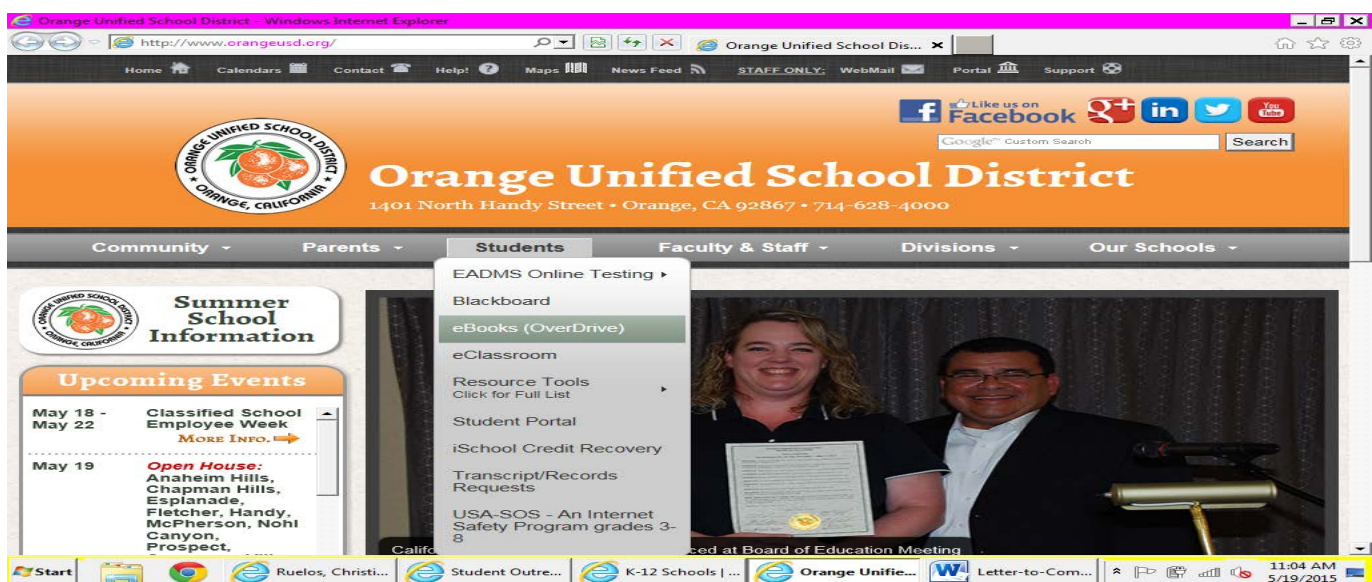 Orange Unified School District - Windows Internet Explorer
http://www.orangeusd.org/
Orange Unified School Dis...
Home Calendars Contact Help! Maps News Feed STAFF ONLY: WebMail Portal Support
Like us on
Facebook
You
Tube
Google™ Custom Search
Search
ORANGE UNIFIED SCHOOL DISTRICT
ORANGE, CALIFORNIA
Orange Unified School District
1401 North Handy Street • Orange, CA 92867 • 714-628-4000
Community Parents Students Faculty & Staff Divisions Our Schools
EADMS Online Testing
Blackboard
eBooks (OverDrive)
eClassroom
Resource Tools
Click for Full List
Student Portal
iSchool Credit Recovery
Transcript/Records
Requests
USA-SOS - An Internet
Safety Program grades 3-
8
Summer
School
Information
Upcoming Events
May 18 - Classified School
May 22 Employee Week
More Info.
May 19 Open House:
Anaheim Hills,
Chapman Hills,
Esplanade,
Fletcher, Handy,
McPherson, Nohl
Canyon,
Prospect,
ced at Board of Education Meeting
Start Ruelos, Christi... Student Outre... K-12 Schools | ... Orange Unifie... Letter-to-Com...
11:04 AM
5/19/2015